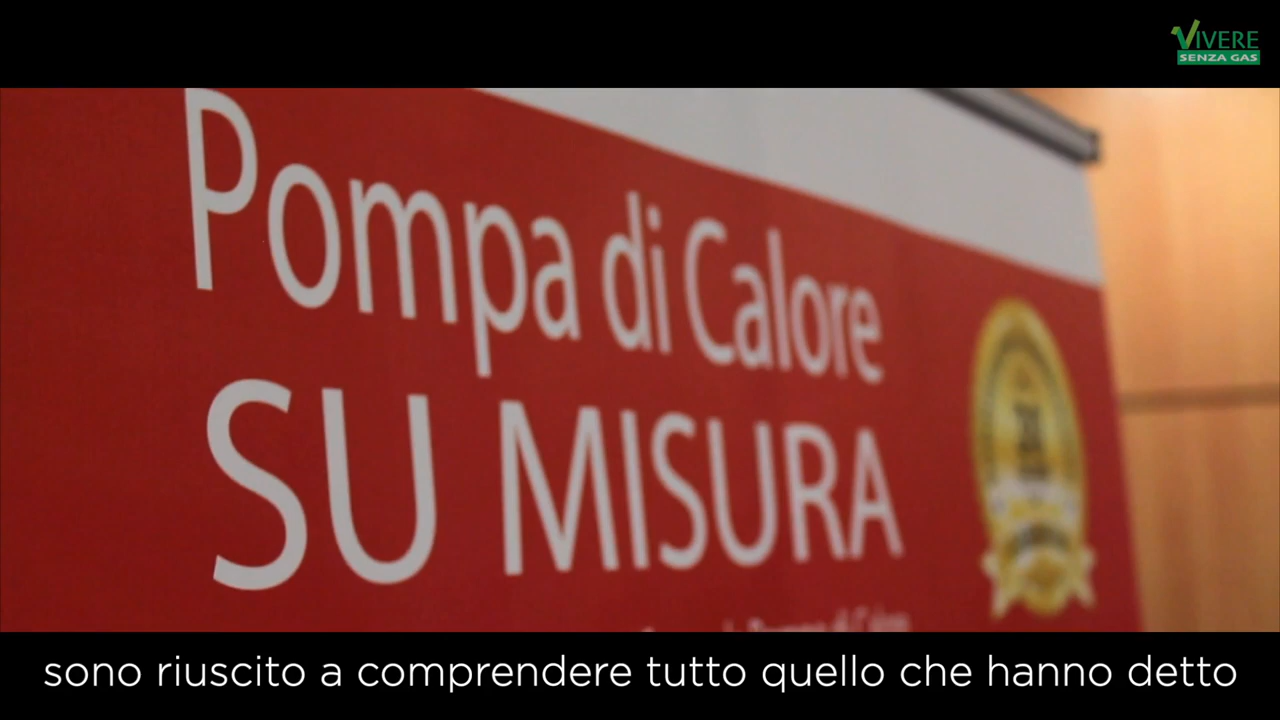 VIVERE
SENZA GAS
Pompa di Calore
SU MISURA
sono riuscito a comprendere tutto quello che hanno detto